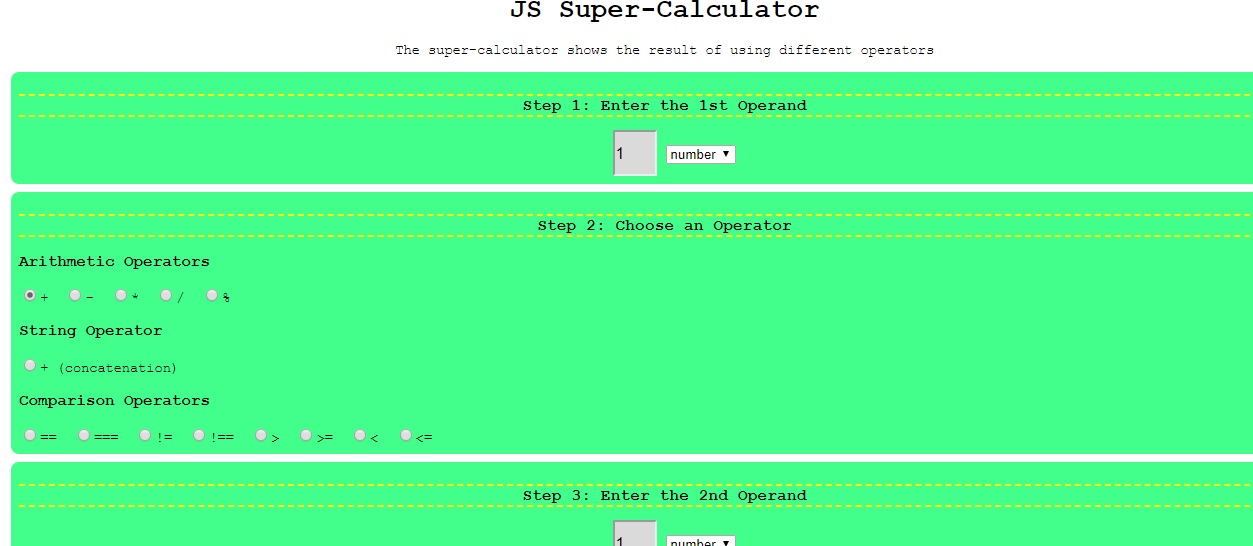 JS Super-Calculator
The super-calculator shows the result of using different operators
Step 1: Enter the 1st Operand
1 number
Step 2: Choose an Operator
Arithmetic Operators
+ - * / %
String Operator
+ (concatenation)
Comparison Operators
== === != !== > >= < <=
Step 3: Enter the 2nd Operand
1 number